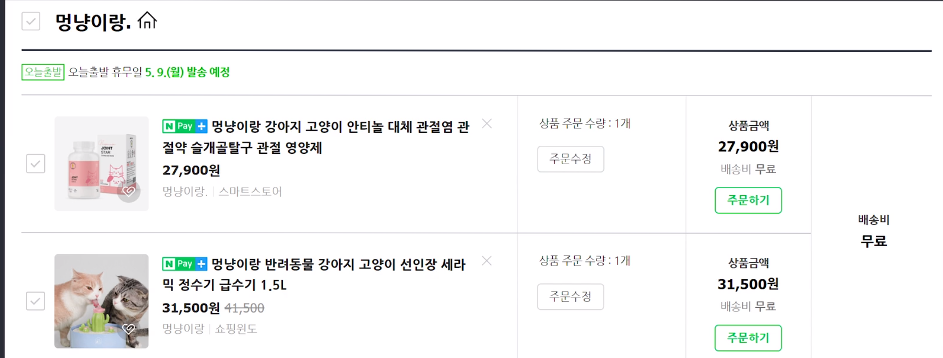 멍냥이랑.
오늘출발 오늘출발 휴무일 5. 9.(월) 발송 예정
N Pay + 멍냥이랑 강아지 고양이 안티놀 대체 관절염 관
절약 슬개골탈구 관절 영양제
27,900원
멍냥이랑. | 스마트스토어
JOINT
STAR
상품 주문 수량 : 1개
주문수정
상품금액
27,900원
배송비 무료
주문하기
N Pay + 멍냥이랑 반려동물 강아지 고양이 선인장 세라
믹 정수기 급수기 1.5L
31,500원 41,500
멍냥이랑 | 쇼핑윈도
상품 주문 수량 : 1개
주문수정
상품금액
31,500원
배송비 무료
주문하기
배송비
무료